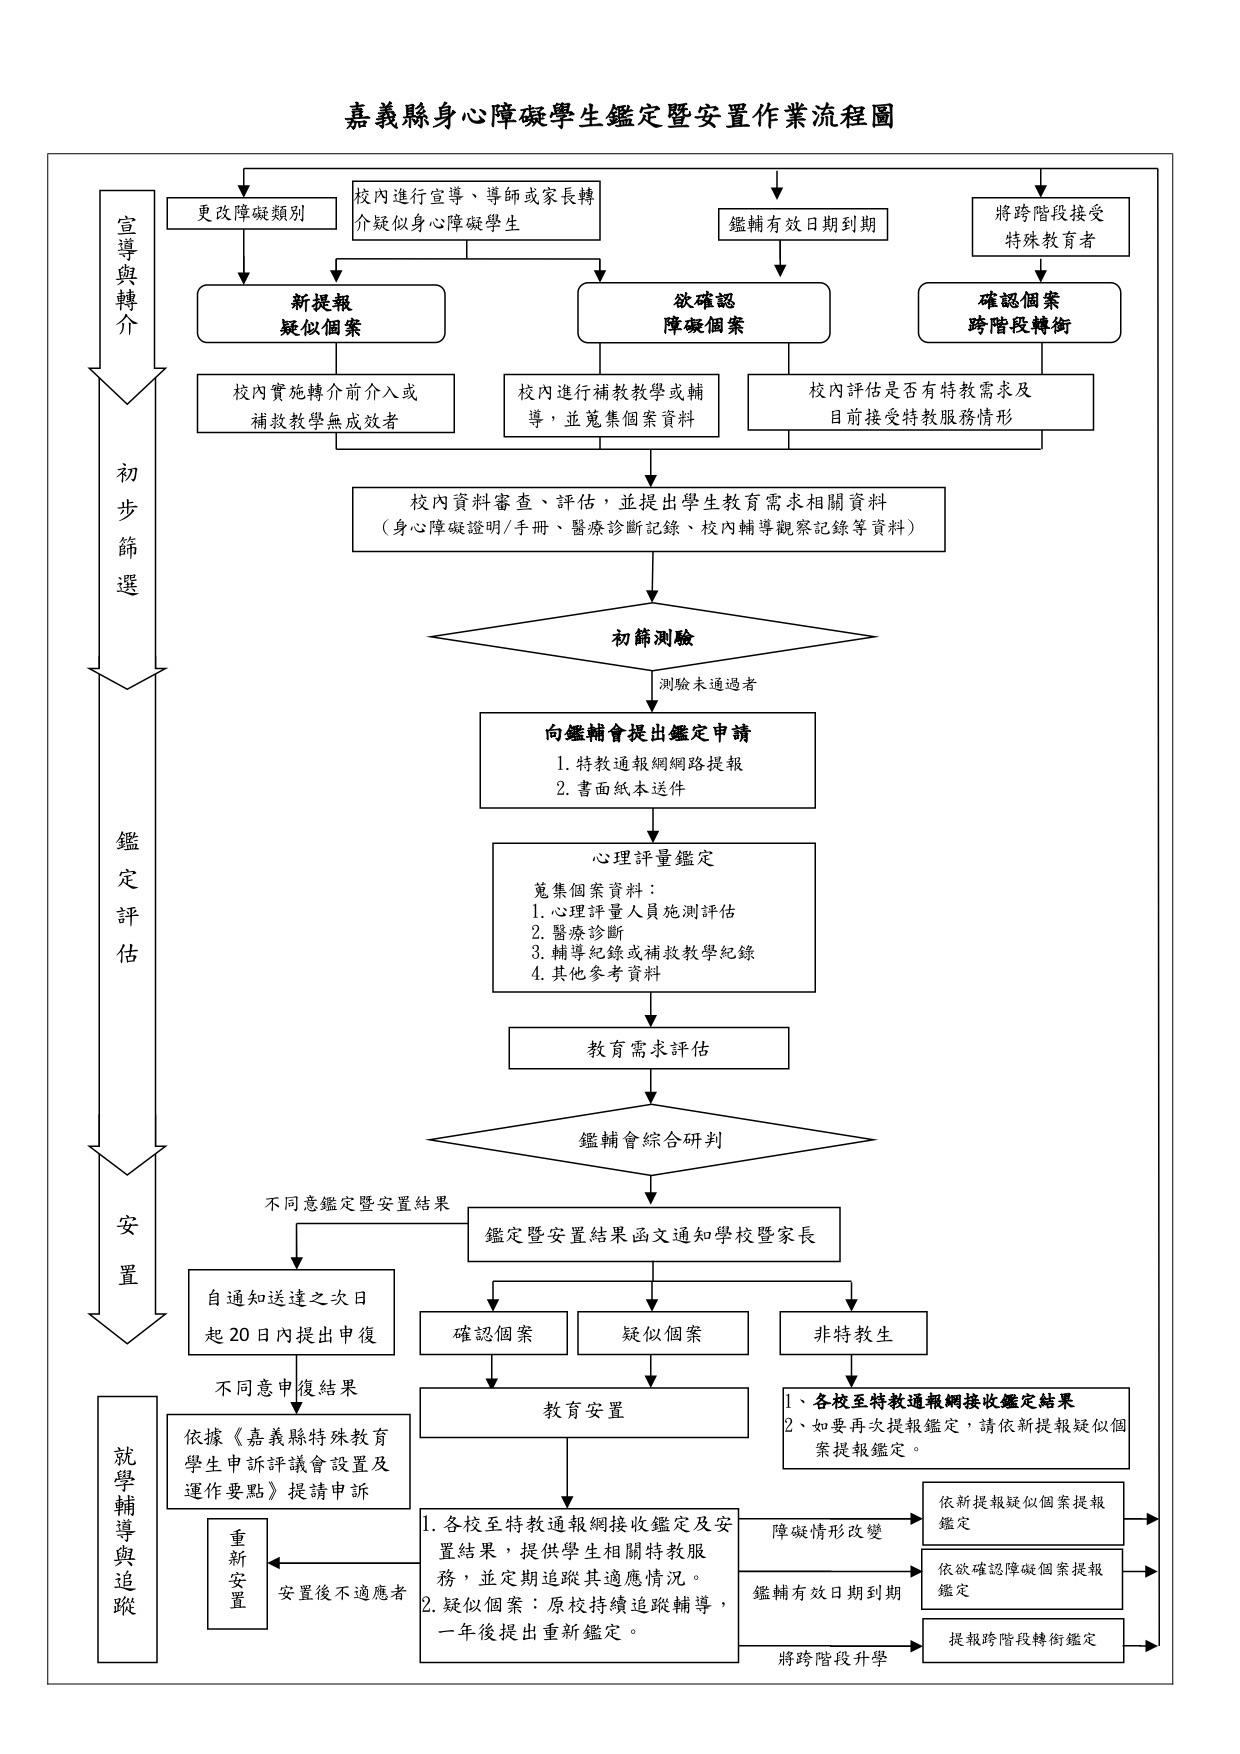 嘉義縣身心障礙學生鑑定暨安置作業流程圖
宣導與轉介
更改障礙類別
校內進行宣導、導師或家長轉
介疑似身心障礙學生
鑑輔有效日期到期
將跨階段接受
特殊教育者
新提報
疑似個案
欲確認
障礙個案
確認個案
跨階段轉銜
校內實施轉介前介入或
補救教學無成效者
校內進行補教教學或輔
導，並蒐集個案資料
校內評估是否有特教需求及
目前接受特教服務情形
初步篩選
校內資料審查、評估，並提出學生教育需求相關資料
（身心障礙證明/手冊、醫療診斷記錄、校內輔導觀察記錄等資料）
初篩測驗
測驗未通過者
向鑑輔會提出鑑定申請
1. 特教通報網網路提報
2. 書面紙本送件
鑑定評估
心理評量鑑定
蒐集個案資料：
1. 心理評量人員施測評估
2. 醫療診斷
3. 輔導紀錄或補救教學紀錄
4. 其他參考資料
教育需求評估
鑑輔會綜合研判
安置
不同意鑑定暨安置結果
鑑定暨安置結果函文通知學校暨家長
自通知送達之次日
起 20 日內提出申復
確認個案
疑似個案
非特教生
不同意申復結果
教育安置
1、各校至特教通報網接收鑑定結果
2、如要再次提報鑑定，請依新提報疑似個
案提報鑑定。
就學輔導與追蹤
依據《嘉義縣特殊教育
學生申訴評議會設置及
運作要點》提請申訴
重新安置
安置後不適應者
1. 各校至特教通報網接收鑑定及安
置結果，提供學生相關特教服
務，並定期追蹤其適應情況。
2. 疑似個案：原校持續追蹤輔導，
一年後提出重新鑑定。
障礙情形改變
依新提報疑似個案提報
鑑定
鑑輔有效日期到期
依欲確認障礙個案提報
鑑定
將跨階段升學
提報跨階段轉銜鑑定